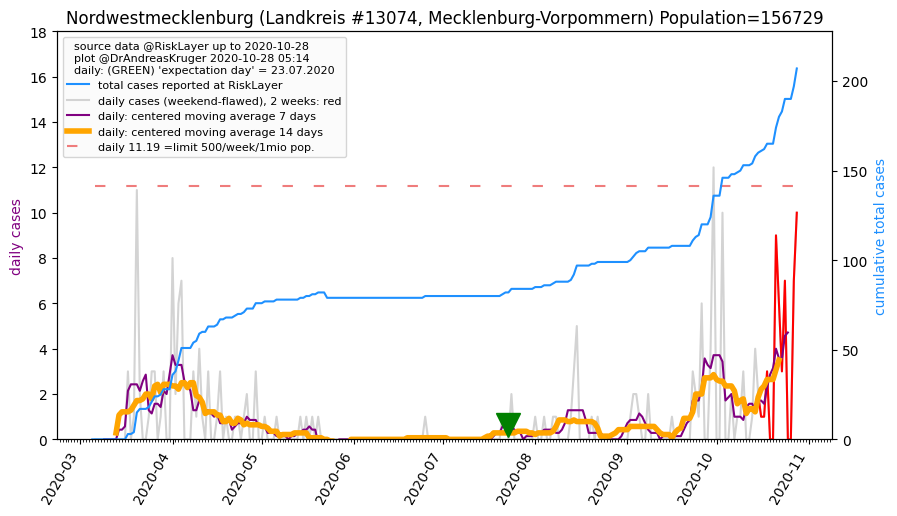 Nordwestmecklenburg (Landkreis #13074, Mecklenburg-Vorpommern) Population=156729
source data @RiskLayer up to 2020-10-28
plot @DrAndreasKruger 2020-10-28 05:14
daily: (GREEN) 'expectation day' = 23.07.2020
total cases reported at RiskLayer
daily cases (weekend-flawed), 2 weeks: red
daily: centered moving average 7 days
daily: centered moving average 14 days
daily 11.19 =limit 500/week/1mio pop.
daily cases
18
16
14
12
10
8
6
4
2
0
cumulative total cases
200
150
100
50
0
2020-03
2020-04
2020-05
2020-06
2020-07
2020-08
2020-09
2020-10
2020-11